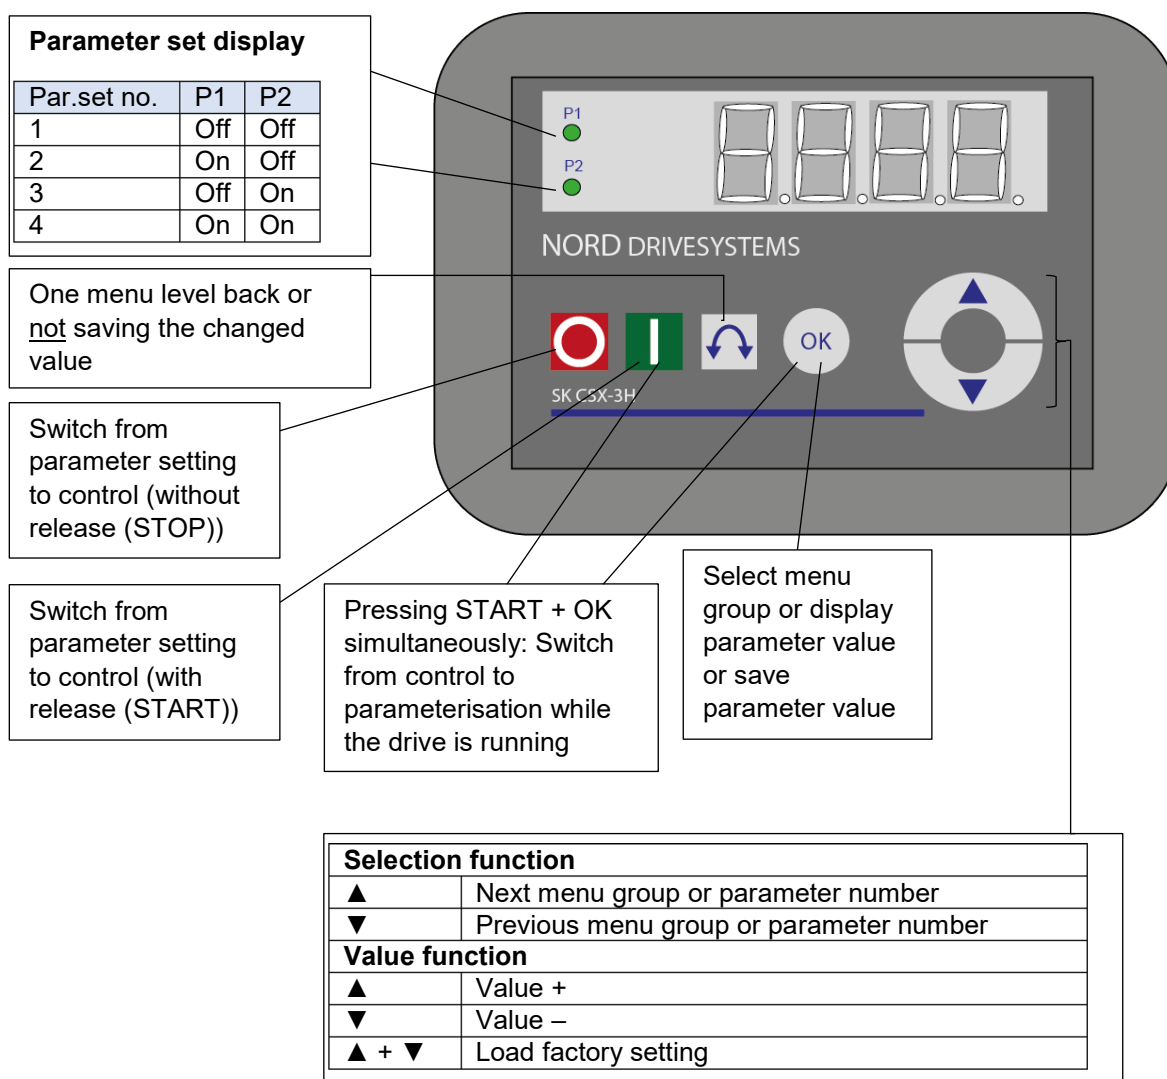 Parameter set display
Par.set no. P1 P2
1 Off Off
2 On Off
3 Off On
4 On On
P1
P2
NORD DRIVESYSTEMS
OK
SK CSX-3H
One menu level back or
not saving the changed
value
Switch from
parameter setting
to control (without
release (STOP))
Switch from
parameter setting
to control (with
release (START))
Pressing START + OK
simultaneously: Switch
from control to
parameterisation while
the drive is running
Select menu
group or display
parameter value
or save
parameter value
Selection function
▲ Next menu group or parameter number
▼ Previous menu group or parameter number
Value function
▲ Value +
▼ Value –
▲ + ▼ Load factory setting